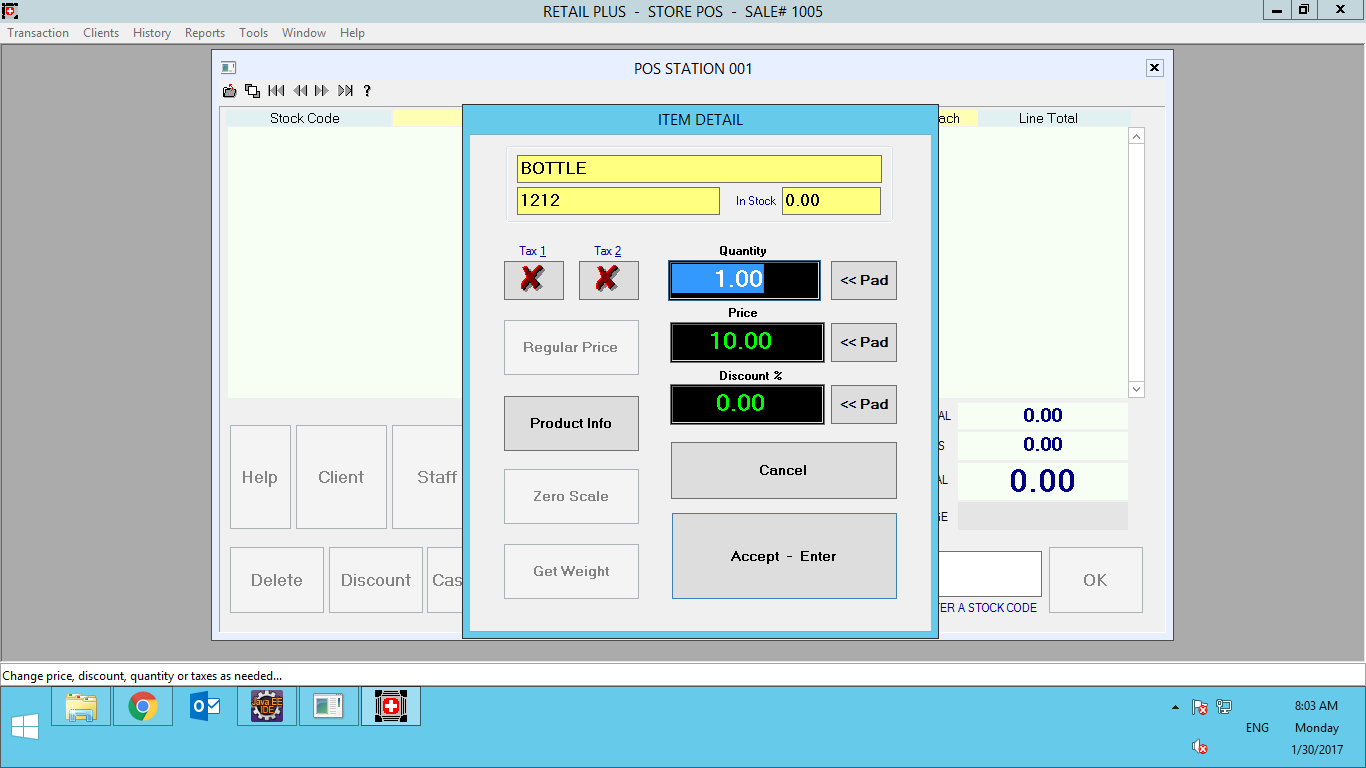 RETAIL PLUS - STORE POS - SALE# 1005
Transaction Clients History Reports Tools Window Help
POS STATION 001
?
Stock Code ach Line Total
ITEM DETAIL
BOTTLE
1212 In Stock 0.00
Tax 1 Tax 2 Quantity
1.00 << Pad
Price
Regular Price 10.00 << Pad
Discount %
0.00 << Pad
Product Info
AL 0.00
S 0.00
Cancel
AL 0.00
Help Client Staff
Zero Scale
GE
Accept - Enter
Get Weight
Delete Discount Cas OK
TER A STOCK CODE
Change price, discount, quantity or taxes as needed...
Java EE
IDE
8:03 AM
ENG Monday
1/30/2017